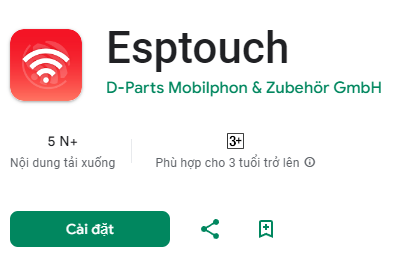 Esptouch
D-Parts Mobilphon & Zubehör GmbH
5 N+
3+
Nội dung tải xuống
Phù hợp cho 3 tuổi trở lên
Cài đặt